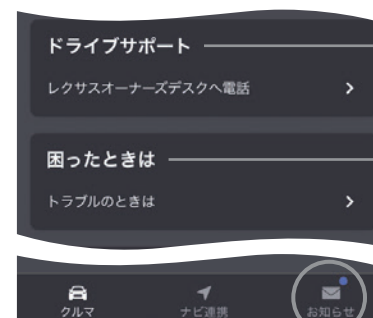 ドライブサポート
レクサスオーナーズデスクへ電話
困ったときは
トラブルのときは
クルマ
ナビ連携
お知らせ